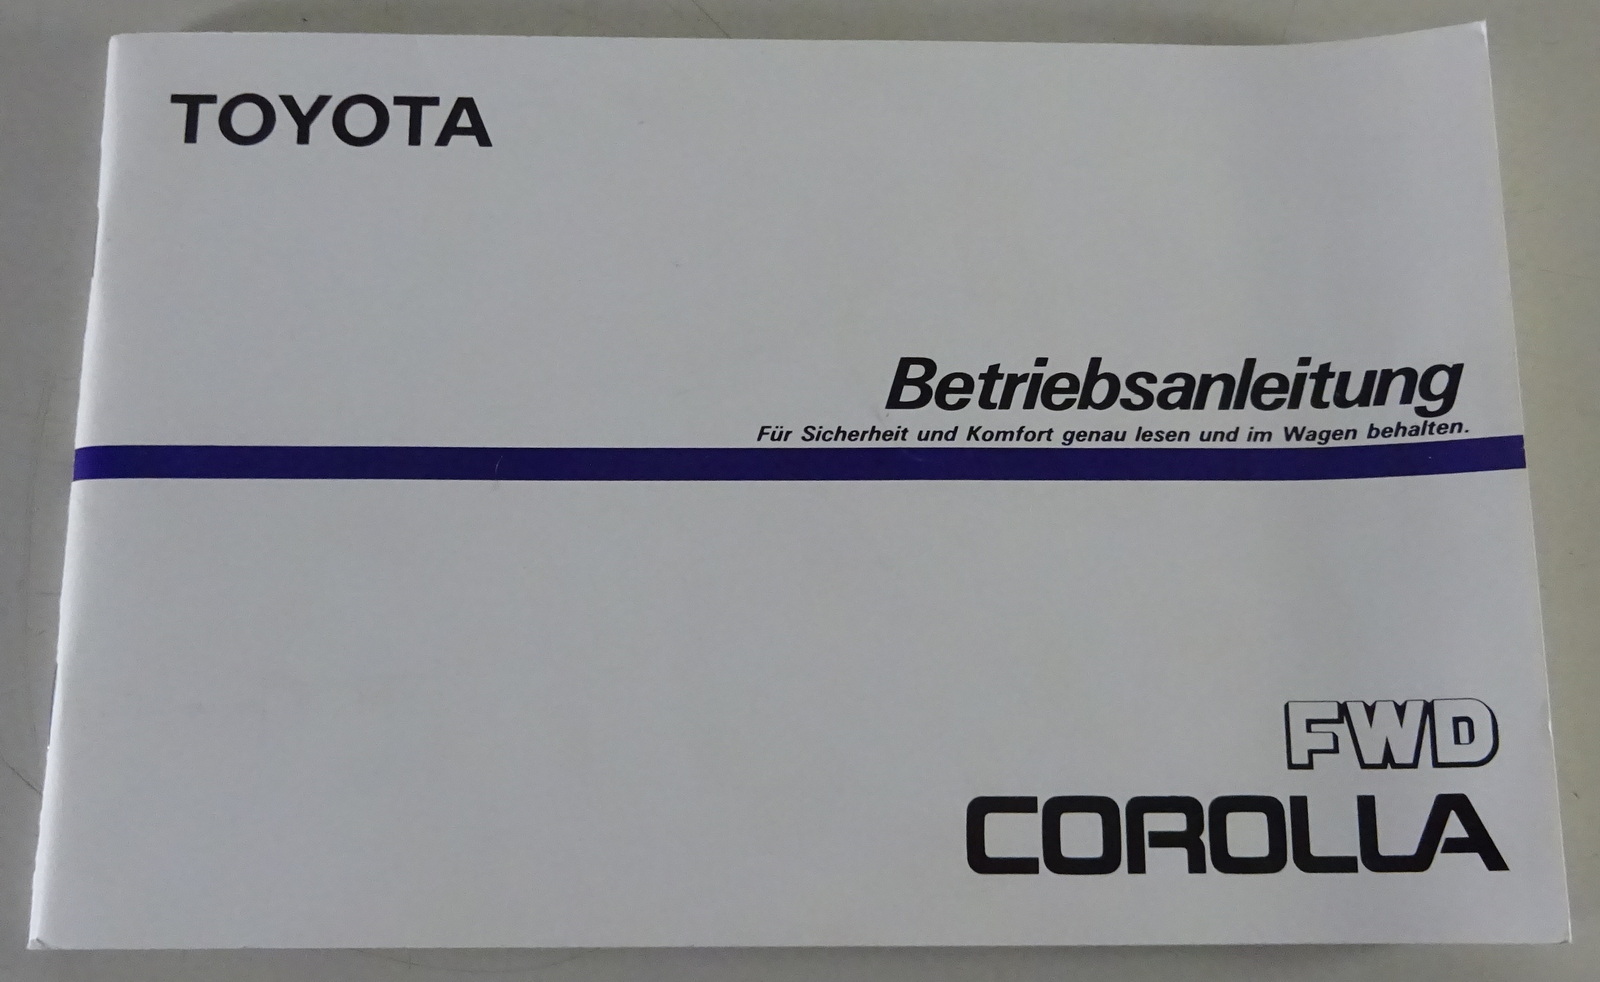 TOYOTA
Betriebsanleitung
Für Sicherheit und Komfort genau lesen und im Wagen behalten.
FWD
COROLLA